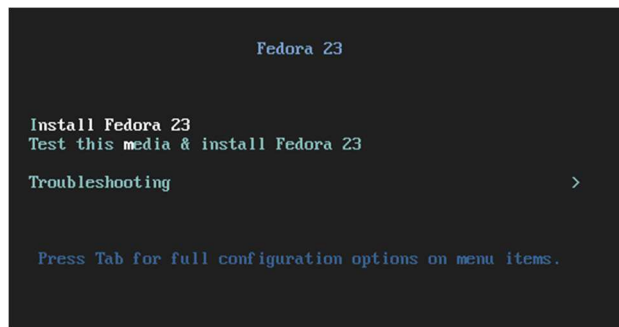 Fedora 23
Install Fedora 23
Test this media & install Fedora 23
Troubleshooting >
Press Tab for full configuration options on menu items.